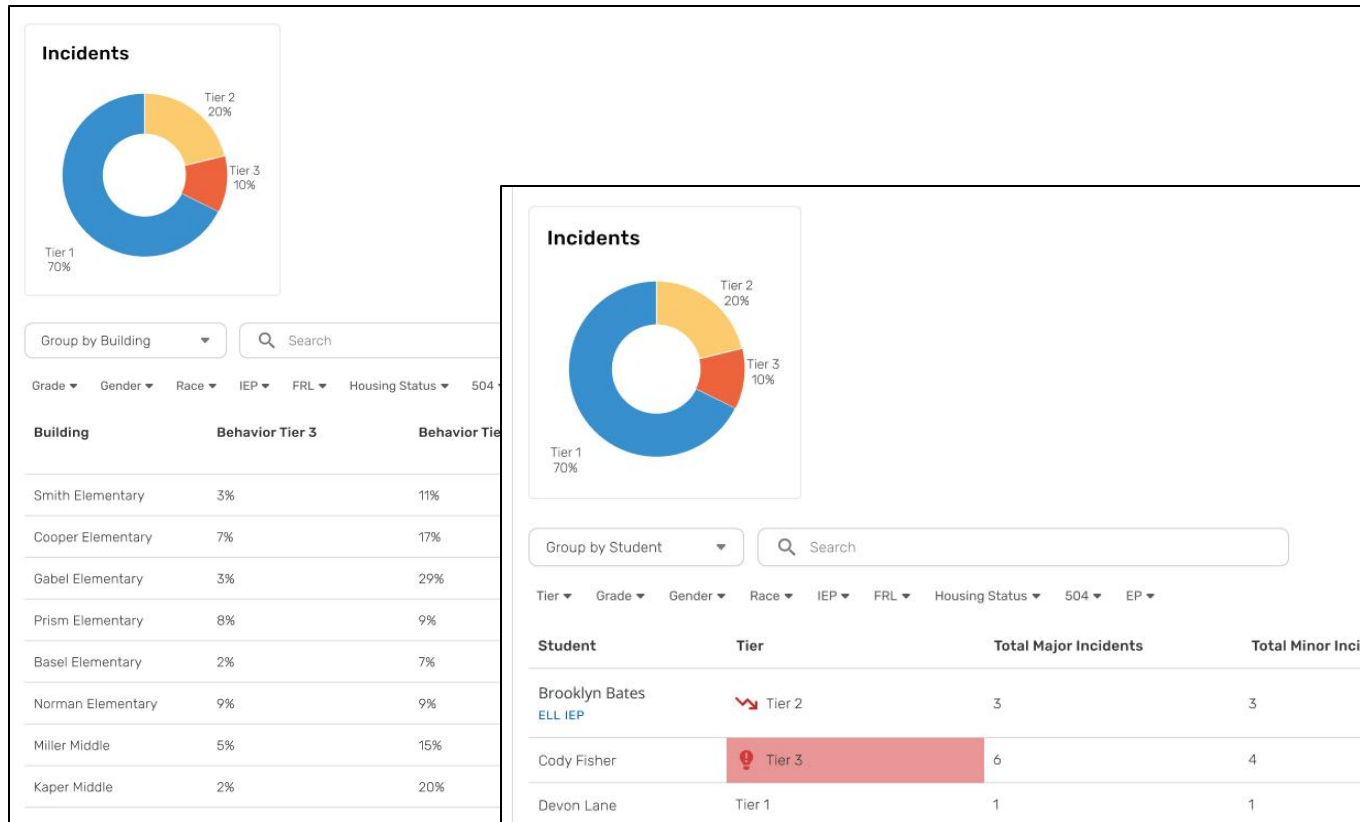 Incidents
Tier 2
20%
Tier 3
10%
Tier 1
70%
Group by Building
Search
Grade Gender Race IEP FRL Housing Status 504
Building Behavior Tier 3 Behavior Tie
Smith Elementary 3% 11%
Cooper Elementary 7% 17%
Gabel Elementary 3% 29%
Prism Elementary 8% 9%
Basel Elementary 2% 7%
Norman Elementary 9% 9%
Miller Middle 5% 15%
Kaper Middle 2% 20%
Incidents
Tier 2
20%
Tier 3
10%
Tier 1
70%
Group by Student
Search
Tier Grade Gender Race IEP FRL Housing Status 504 EP
Student Tier Total Major Incidents Total Minor Inci
Brooklyn Bates Tier 2 3 3
ELL IEP
Cody Fisher Tier 3 6 4
Devon Lane Tier 1 1 1